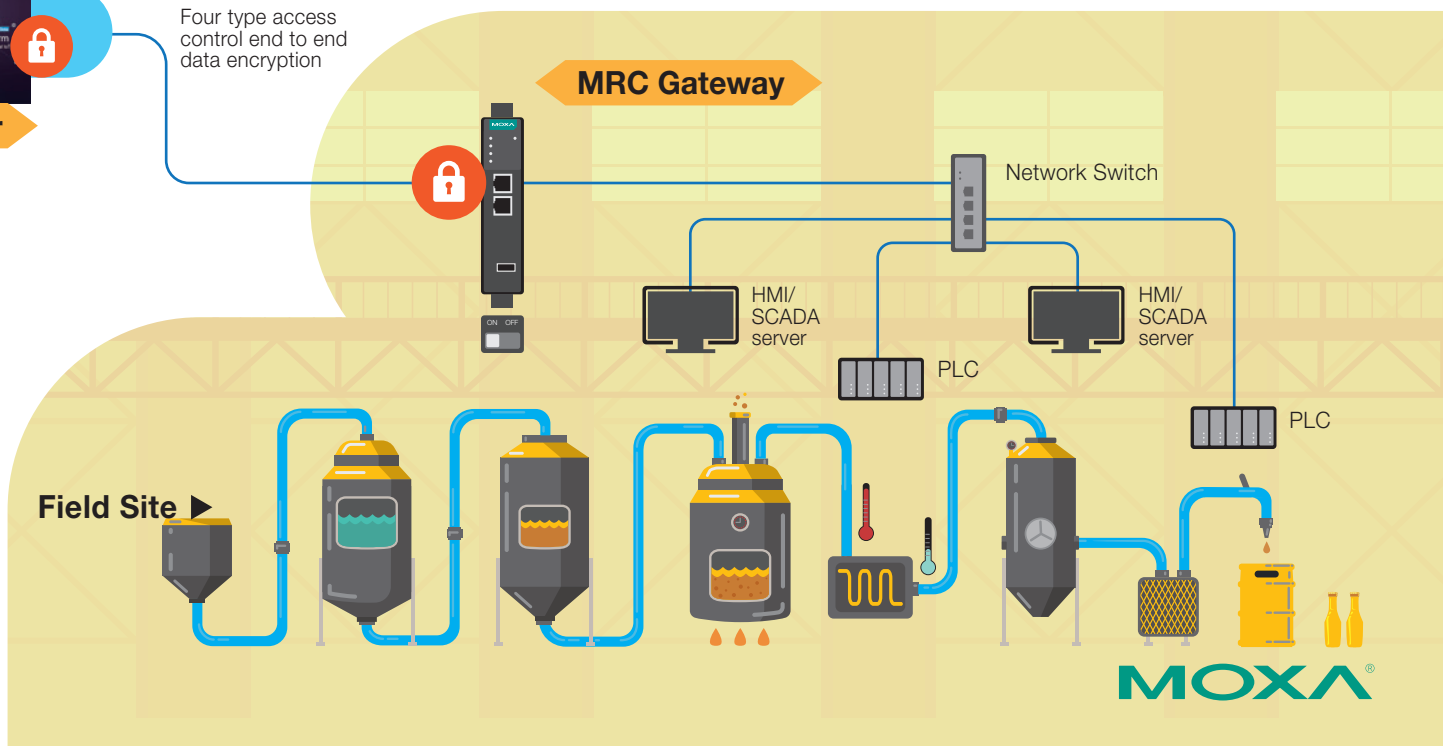 Four type access
control end to end
data encryption
MRC Gateway
MOXA
Network Switch
HMI/
SCADA
server
HMI/
SCADA
server
ON OFF
PLC
PLC
Field Site
MOXA®